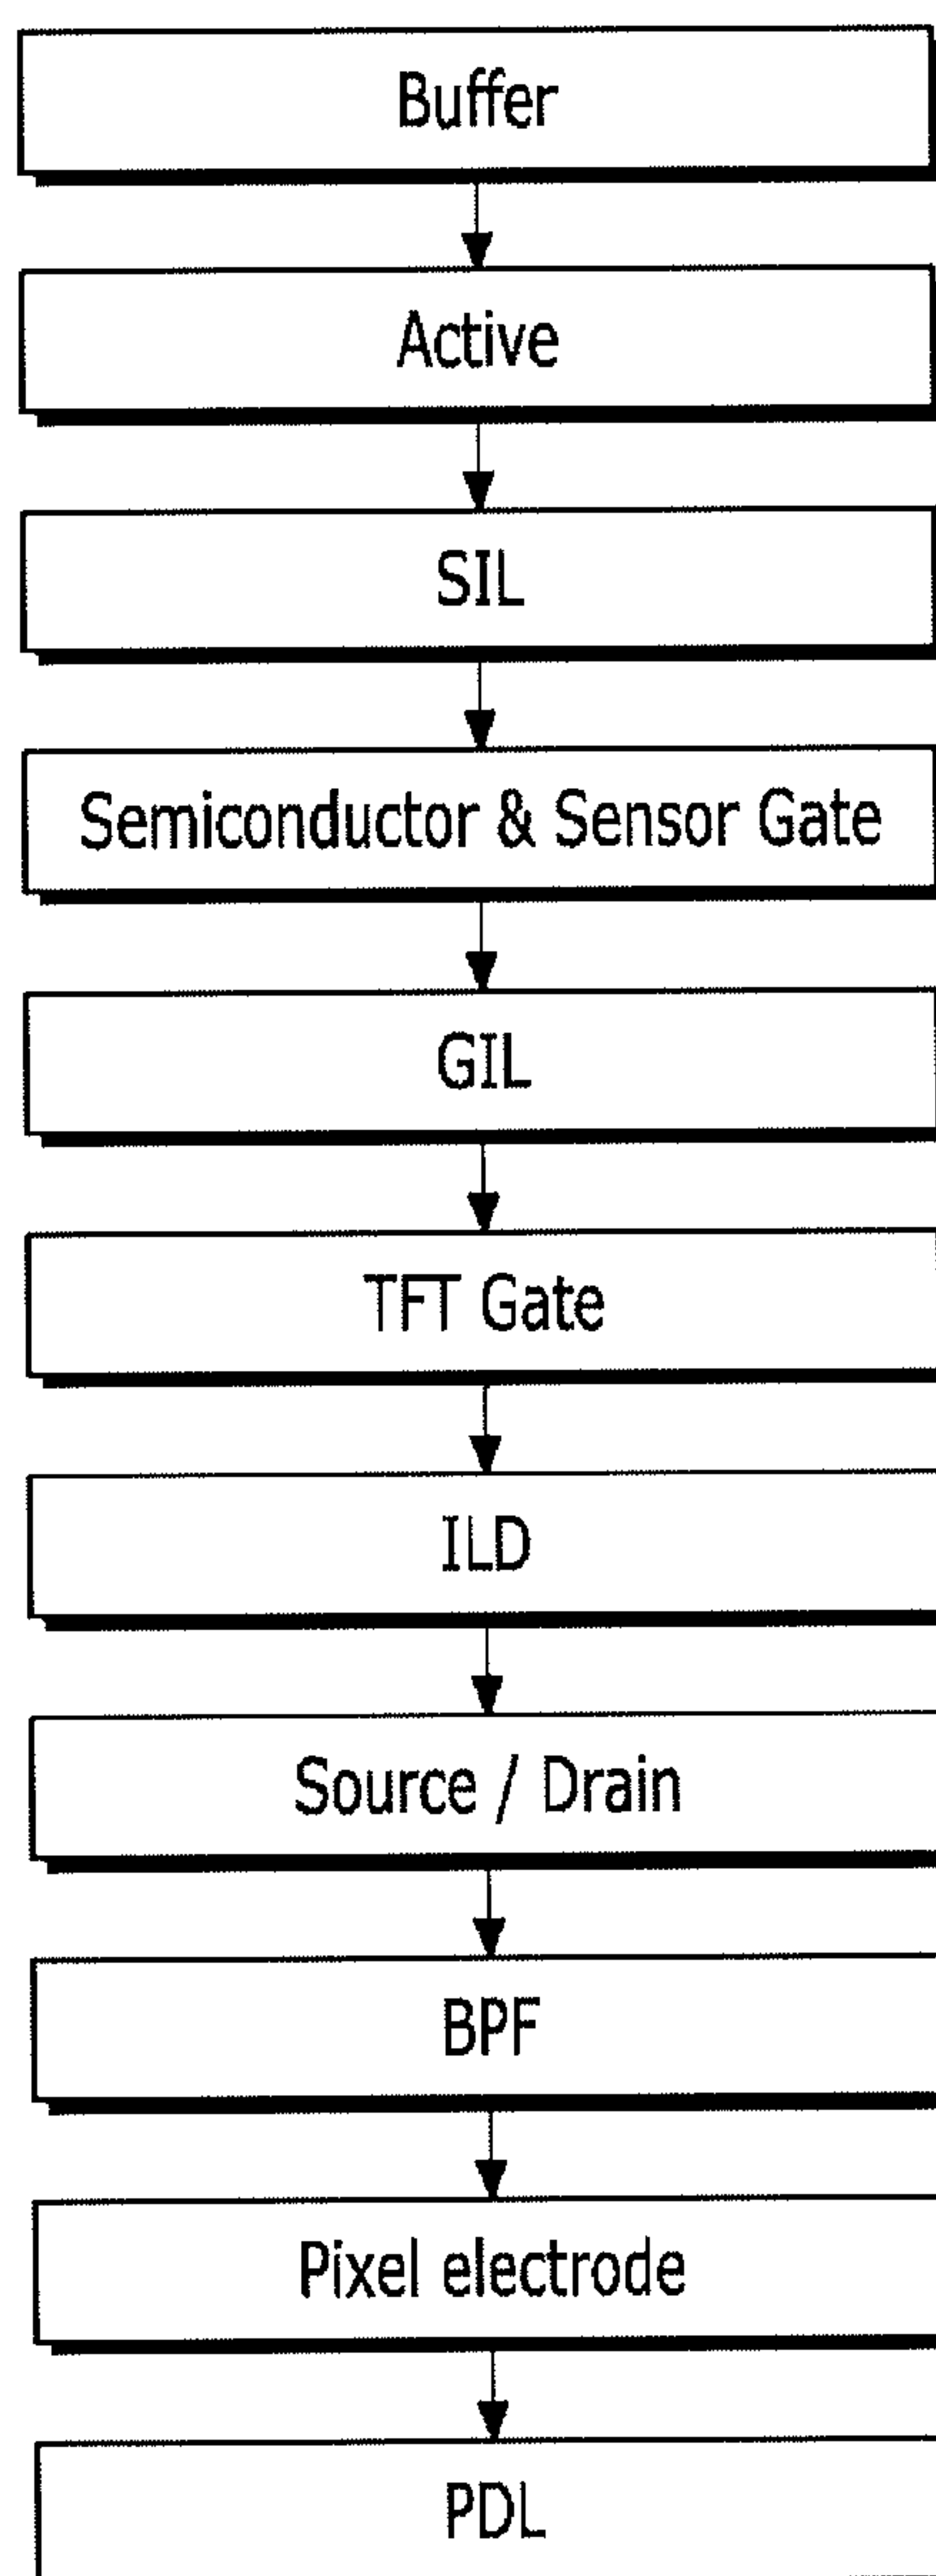 Buffer
Active
SIL
Semiconductor & Sensor Gate
GIL
TFT Gate
ILD
Source / Drain
BPF
Pixel electrode
PDL